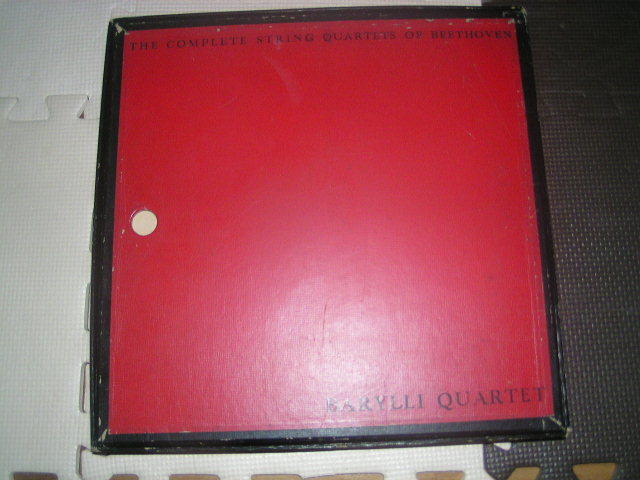 THE COMPLETE STRING QUARTETS OF BEETHOVEN
BARYLLI QUARTET